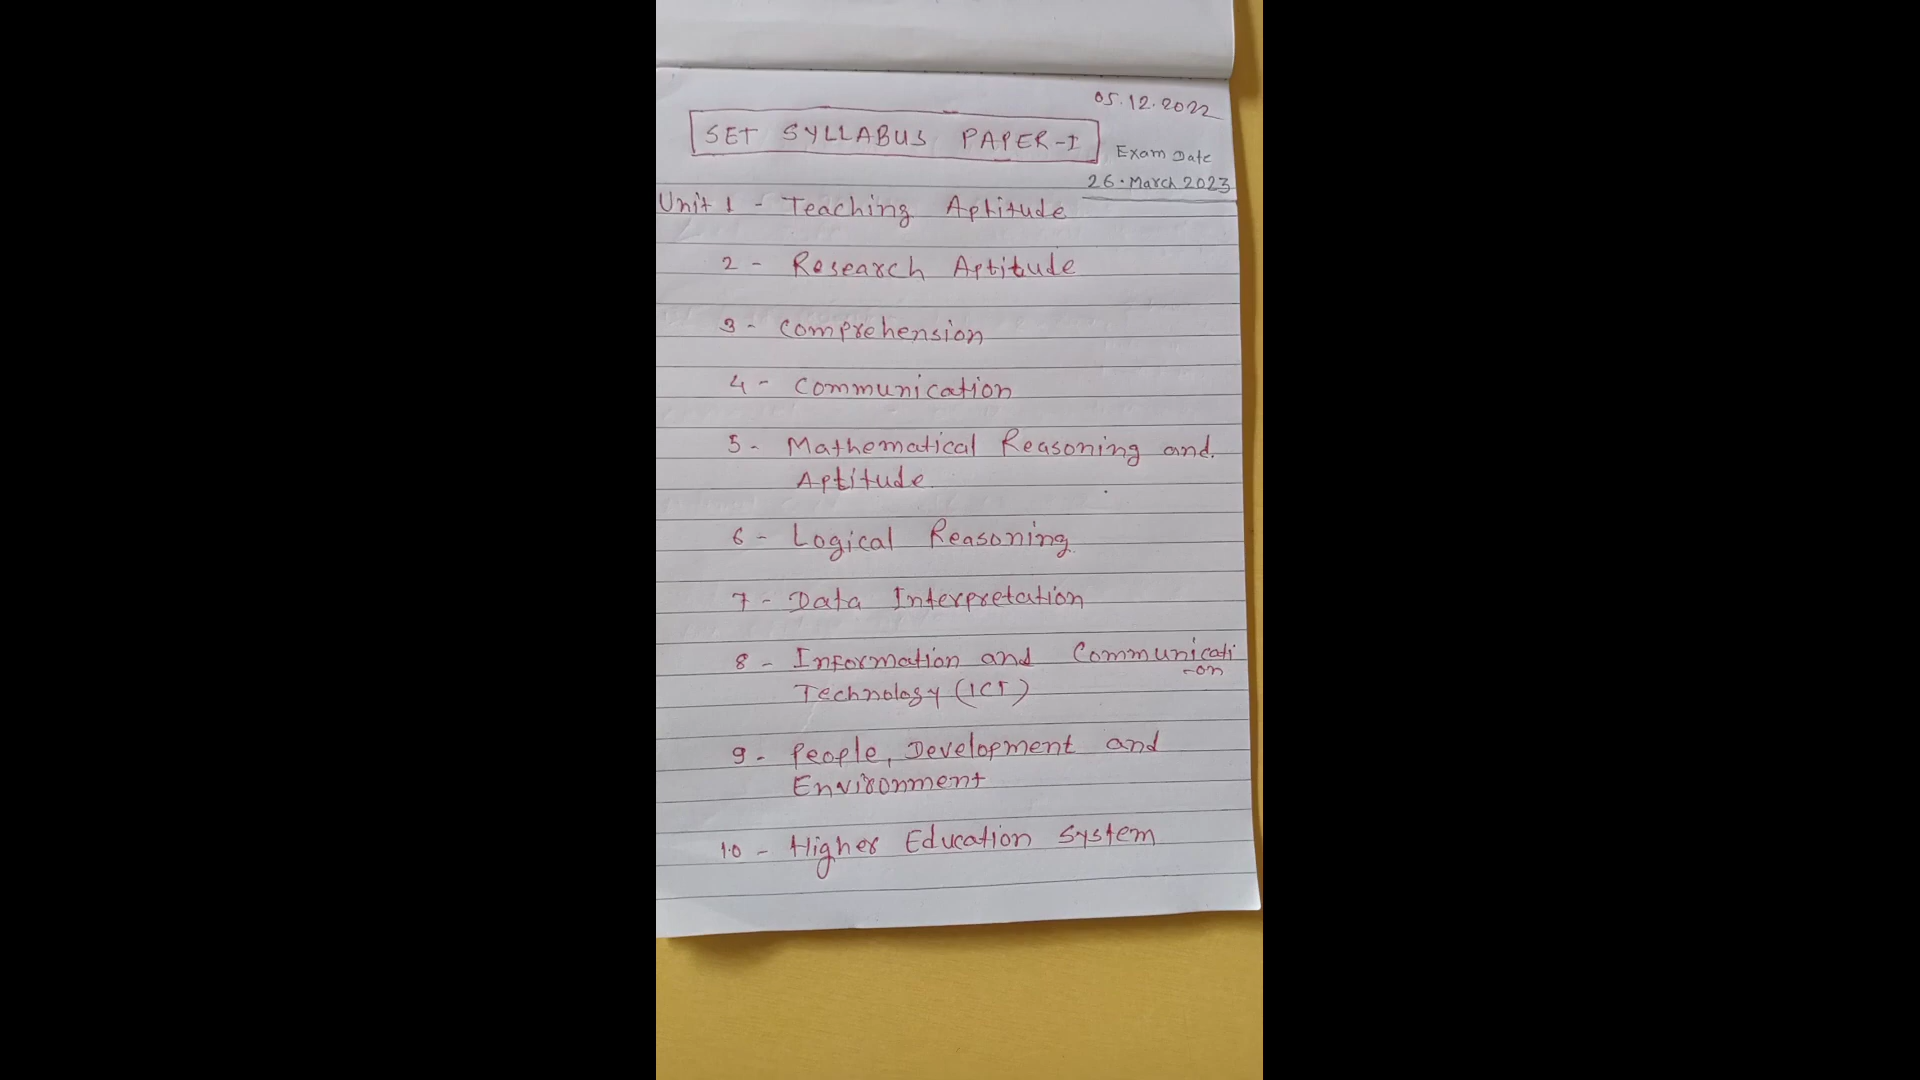 05.12.2022
SET SYLLABUS PAPER-I
Exam Date
26. March 2023
Unit 1 - Teaching Aptitude
2 - Research Aptitude
3 - Comprehension
4 - Communication
5 - Mathematical Reasoning and
Aptitude
6 - Logical Reasoning
7 - Data Interpretation
8 - Information and Communicati
-on
Technology (ICT)
9 - People, Development and
Environment
10 - Higher Education System